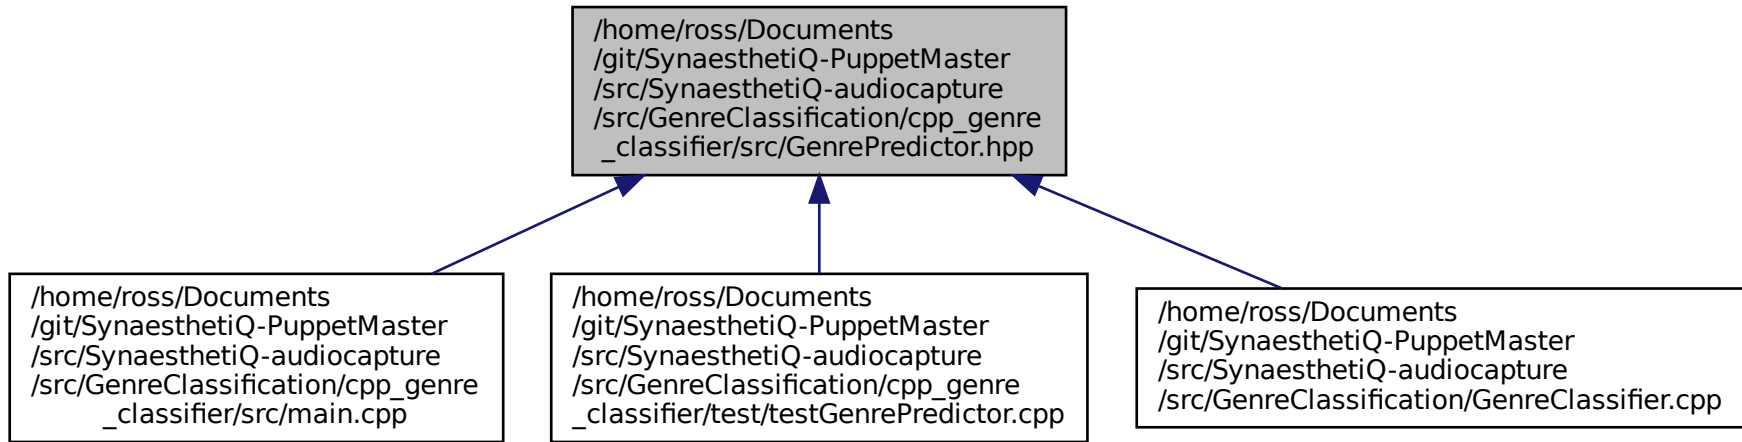 /home/ross/Documents
/git/SynaesthetiQ-PuppetMaster
/src/SynaesthetiQ-audiocapture
/src/GenreClassification/cpp_genre
_classifier/src/GenrePredictor.hpp
/home/ross/Documents
/git/SynaesthetiQ-PuppetMaster
/src/SynaesthetiQ-audiocapture
/src/GenreClassification/cpp_genre
_classifier/src/main.cpp
/home/ross/Documents
/git/SynaesthetiQ-PuppetMaster
/src/SynaesthetiQ-audiocapture
/src/GenreClassification/cpp_genre
_classifier/test/testGenrePredictor.cpp
/home/ross/Documents
/git/SynaesthetiQ-PuppetMaster
/src/SynaesthetiQ-audiocapture
/src/GenreClassification/GenreClassifier.cpp